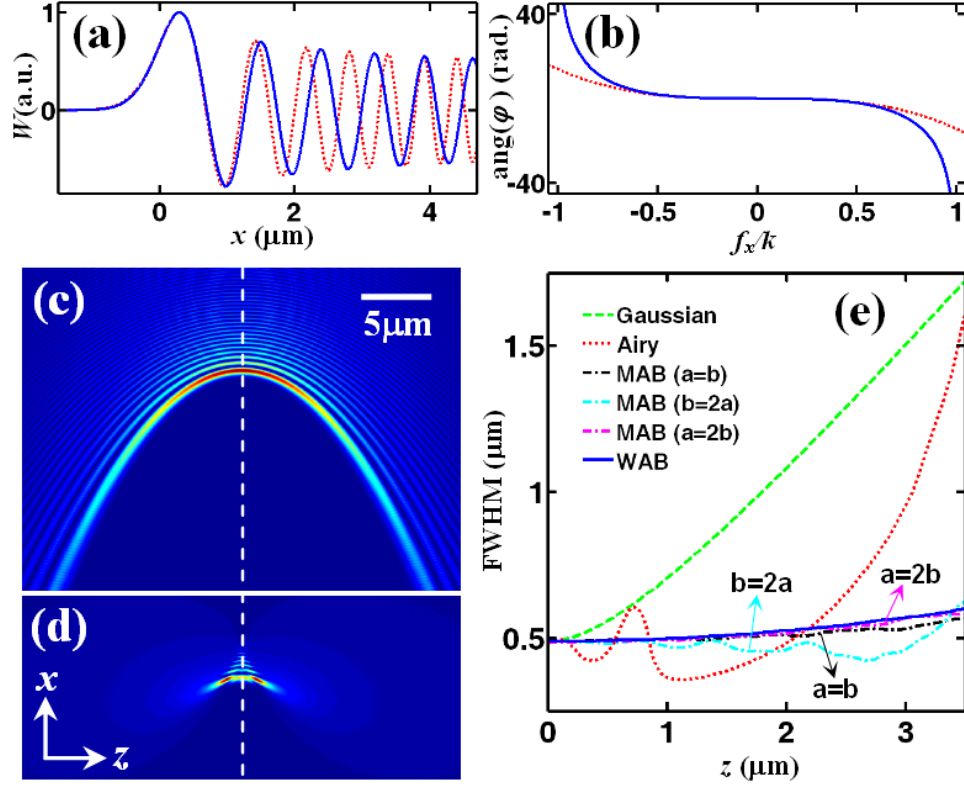 (a)
W(a.u.)
1
0
0
2
4
x (μm)
(b)
ang(φ) (rad.)
40
-40
-1
-0.5
0
0.5
1
f_x/k
(c)
5μm
(d)
x
z
(e)
Gaussian
Airy
MAB (a=b)
MAB (b=2a)
MAB (a=2b)
WAB
FWHM (μm)
1.5
1
0.5
b=2a
a=2b
a=b
0
1
2
3
z (μm)